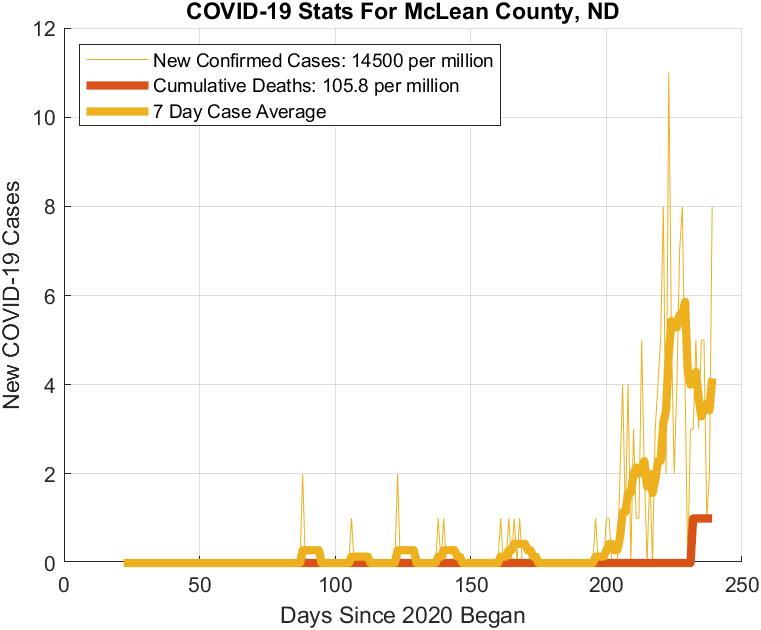 COVID-19 Stats For McLean County, ND
12
New Confirmed Cases: 14500 per million
Cumulative Deaths: 105.8 per million
7 Day Case Average
10
8
6
4
2
0
New COVID-19 Cases
0 50 100 150 200 250
Days Since 2020 Began